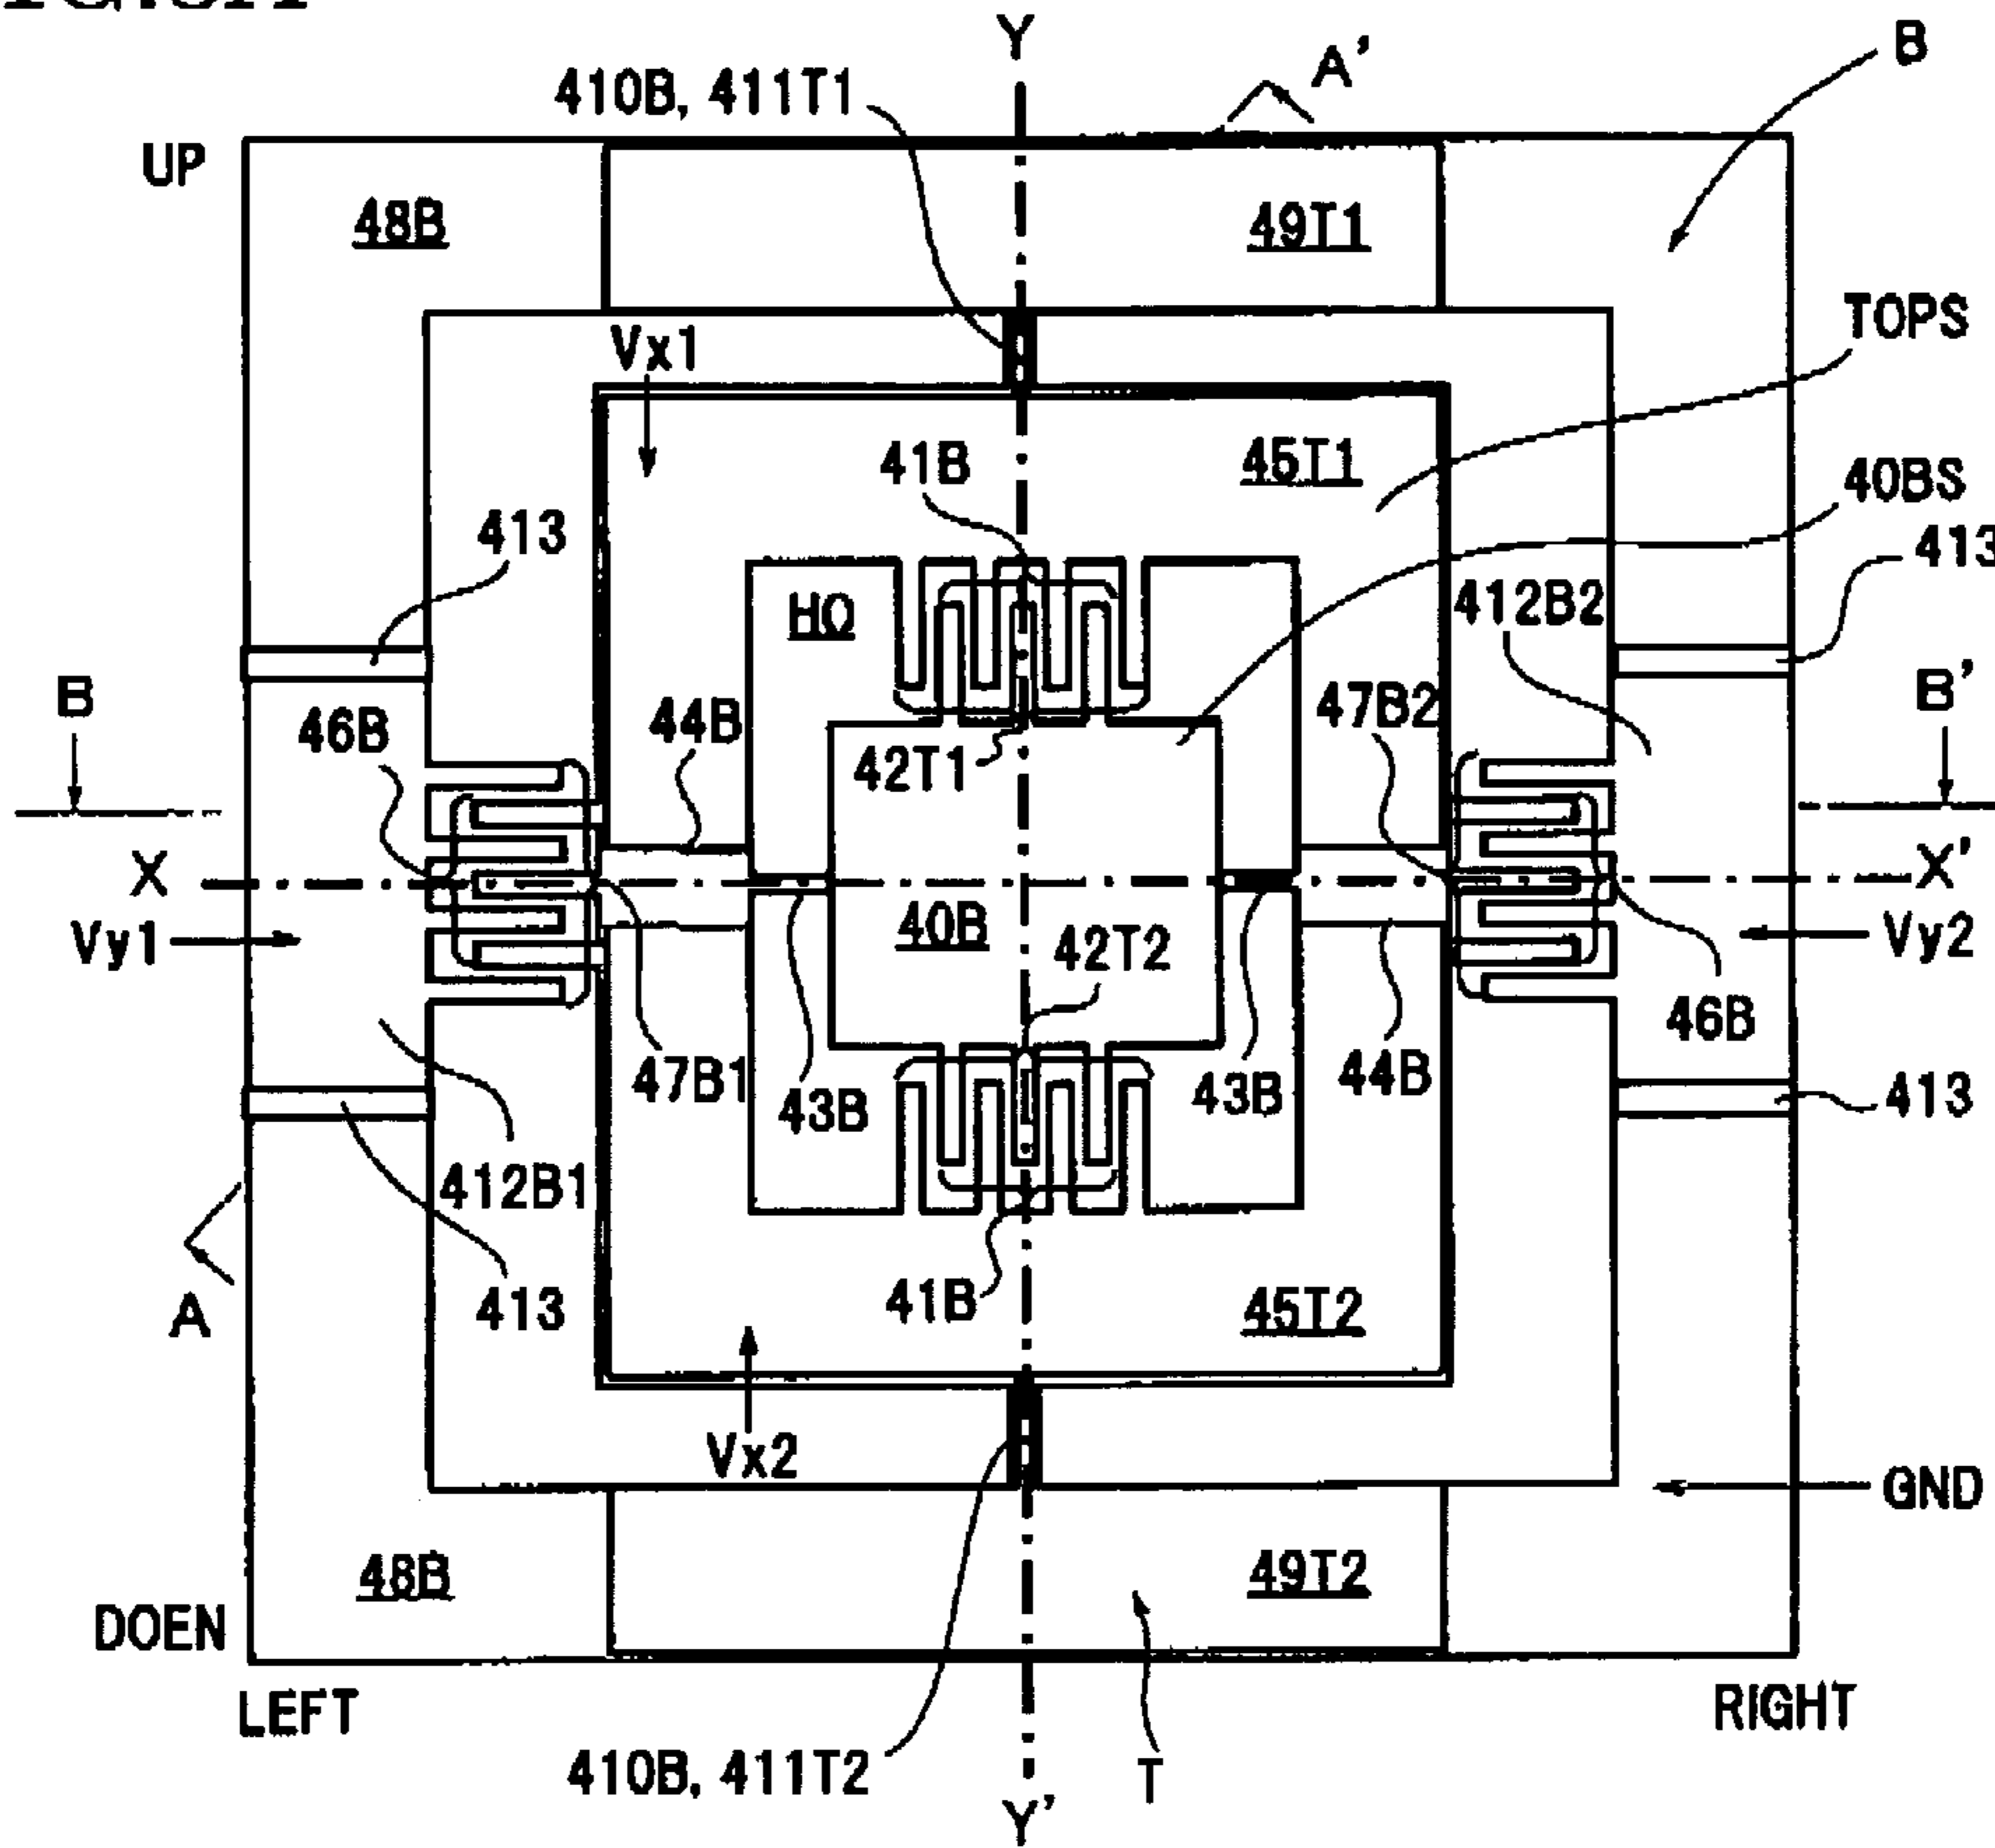 Y
A'
B
410B, 411T1
UP
48B
49T1
TOPS
Vx1
41B
45T1
40BS
413
413
H0
412B2
B
B'
46B
44B
47B2
42T1
X
X'
40B
Vy1
42T2
Vy2
46B
47B1
43B
43B
44B
413
412B1
A
413
41B
45T2
Vx2
GND
48B
49T2
DOEN
LEFT
RIGHT
410B, 411T2
T
Y'